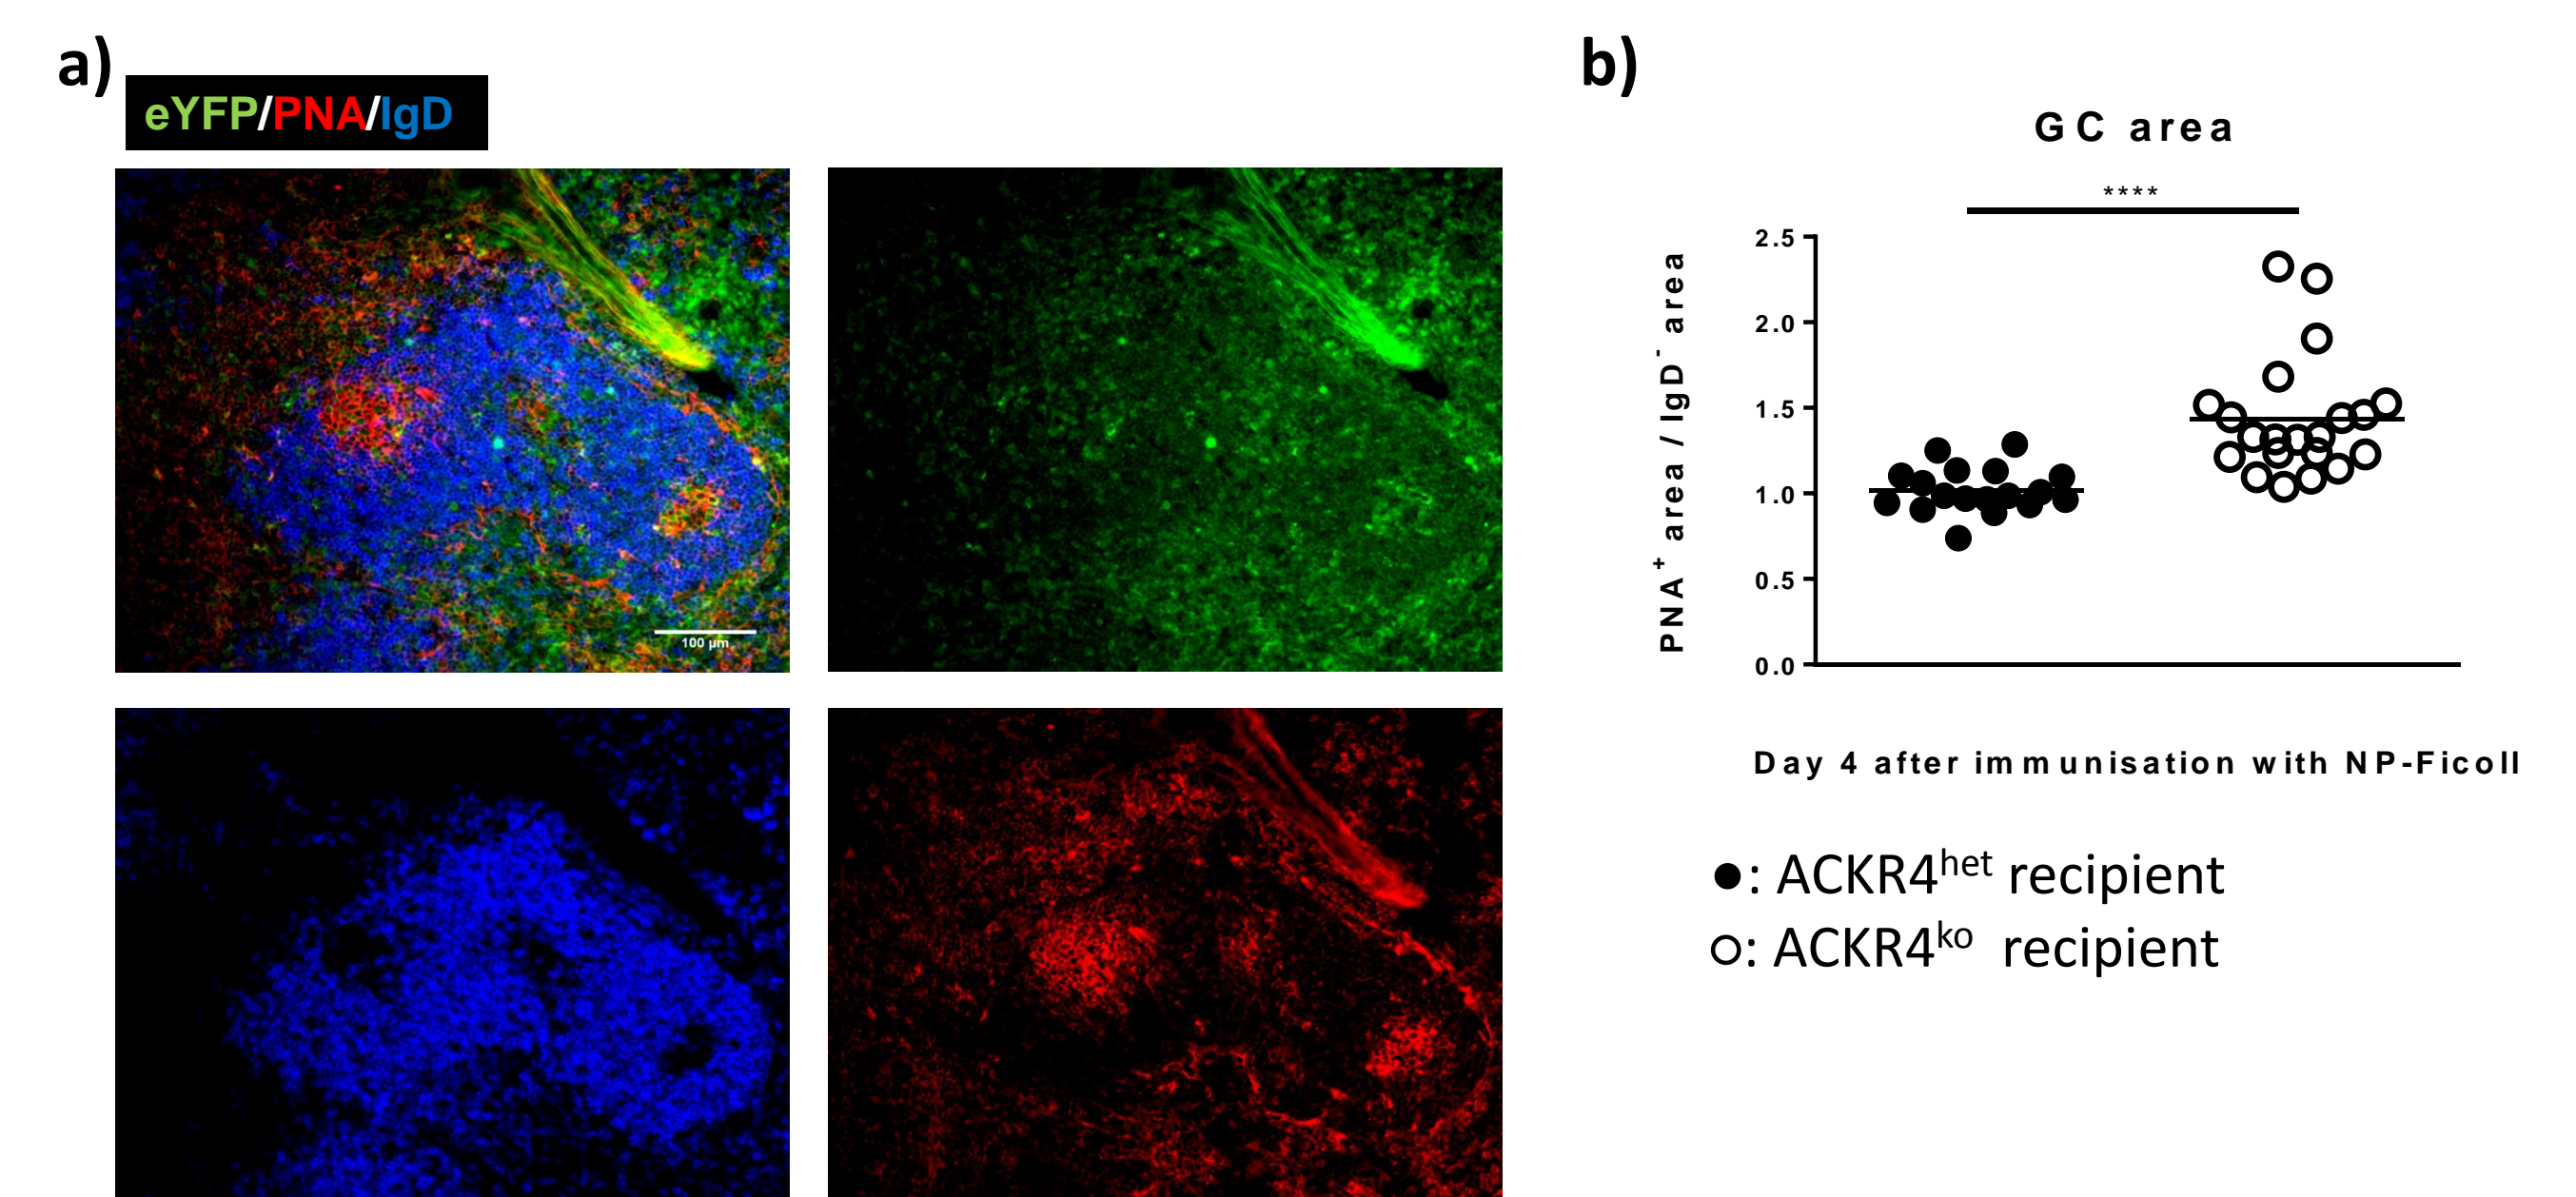 a)
eYFP/PNA/IgD
100 µm
b)
GC area
****
PNA⁺ area / IgD⁻ area
2.5
2.0
1.5
1.0
0.5
0.0
Day 4 after immunisation with NP-Ficoll
●: ACKR4ʰᵉᵗ recipient
○: ACKR4ᵏᵒ recipient